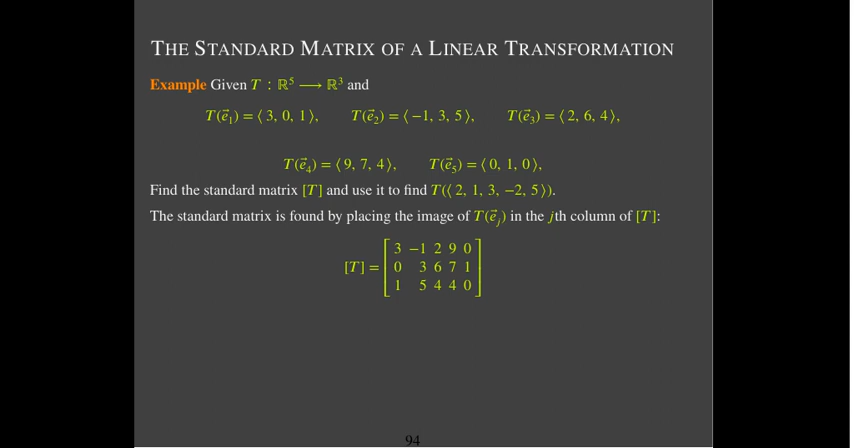 THE STANDARD MATRIX OF A LINEAR TRANSFORMATION
Example Given T : ℝ⁵ ⟶ ℝ³ and
T(e⃗₁) = ⟨ 3, 0, 1 ⟩, T(e⃗₂) = ⟨ −1, 3, 5 ⟩, T(e⃗₃) = ⟨ 2, 6, 4 ⟩,
T(e⃗₄) = ⟨ 9, 7, 4 ⟩, T(e⃗₅) = ⟨ 0, 1, 0 ⟩,
Find the standard matrix [T] and use it to find T(⟨ 2, 1, 3, −2, 5 ⟩).
The standard matrix is found by placing the image of T(e⃗ⱼ) in the jth column of [T]:
3 −1 2 9 0
[T] = 0 3 6 7 1
1 5 4 4 0
94